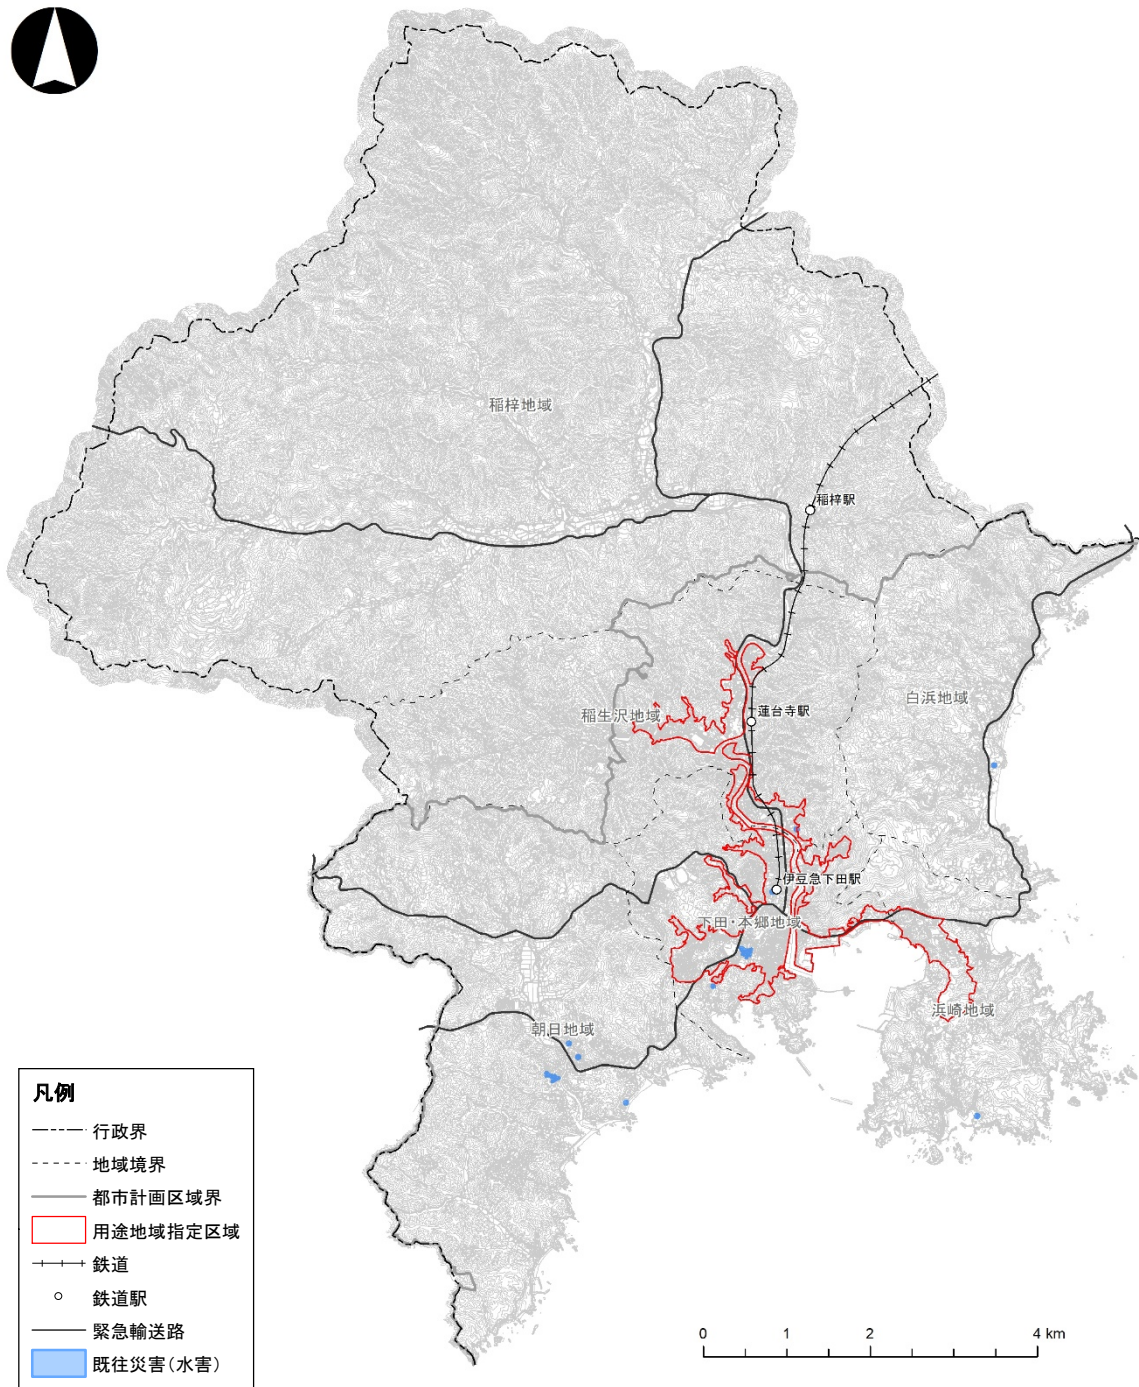 稲梓地域
稲梓駅
白浜地域
稲生沢地域
蓮台寺駅
伊豆急下田駅
下田・本郷地域
浜崎地域
朝日地域
凡例
行政界
地域境界
都市計画区域界
用途地域指定区域
鉄道
鉄道駅
緊急輸送路
既往災害(水害)
0 1 2 4 km